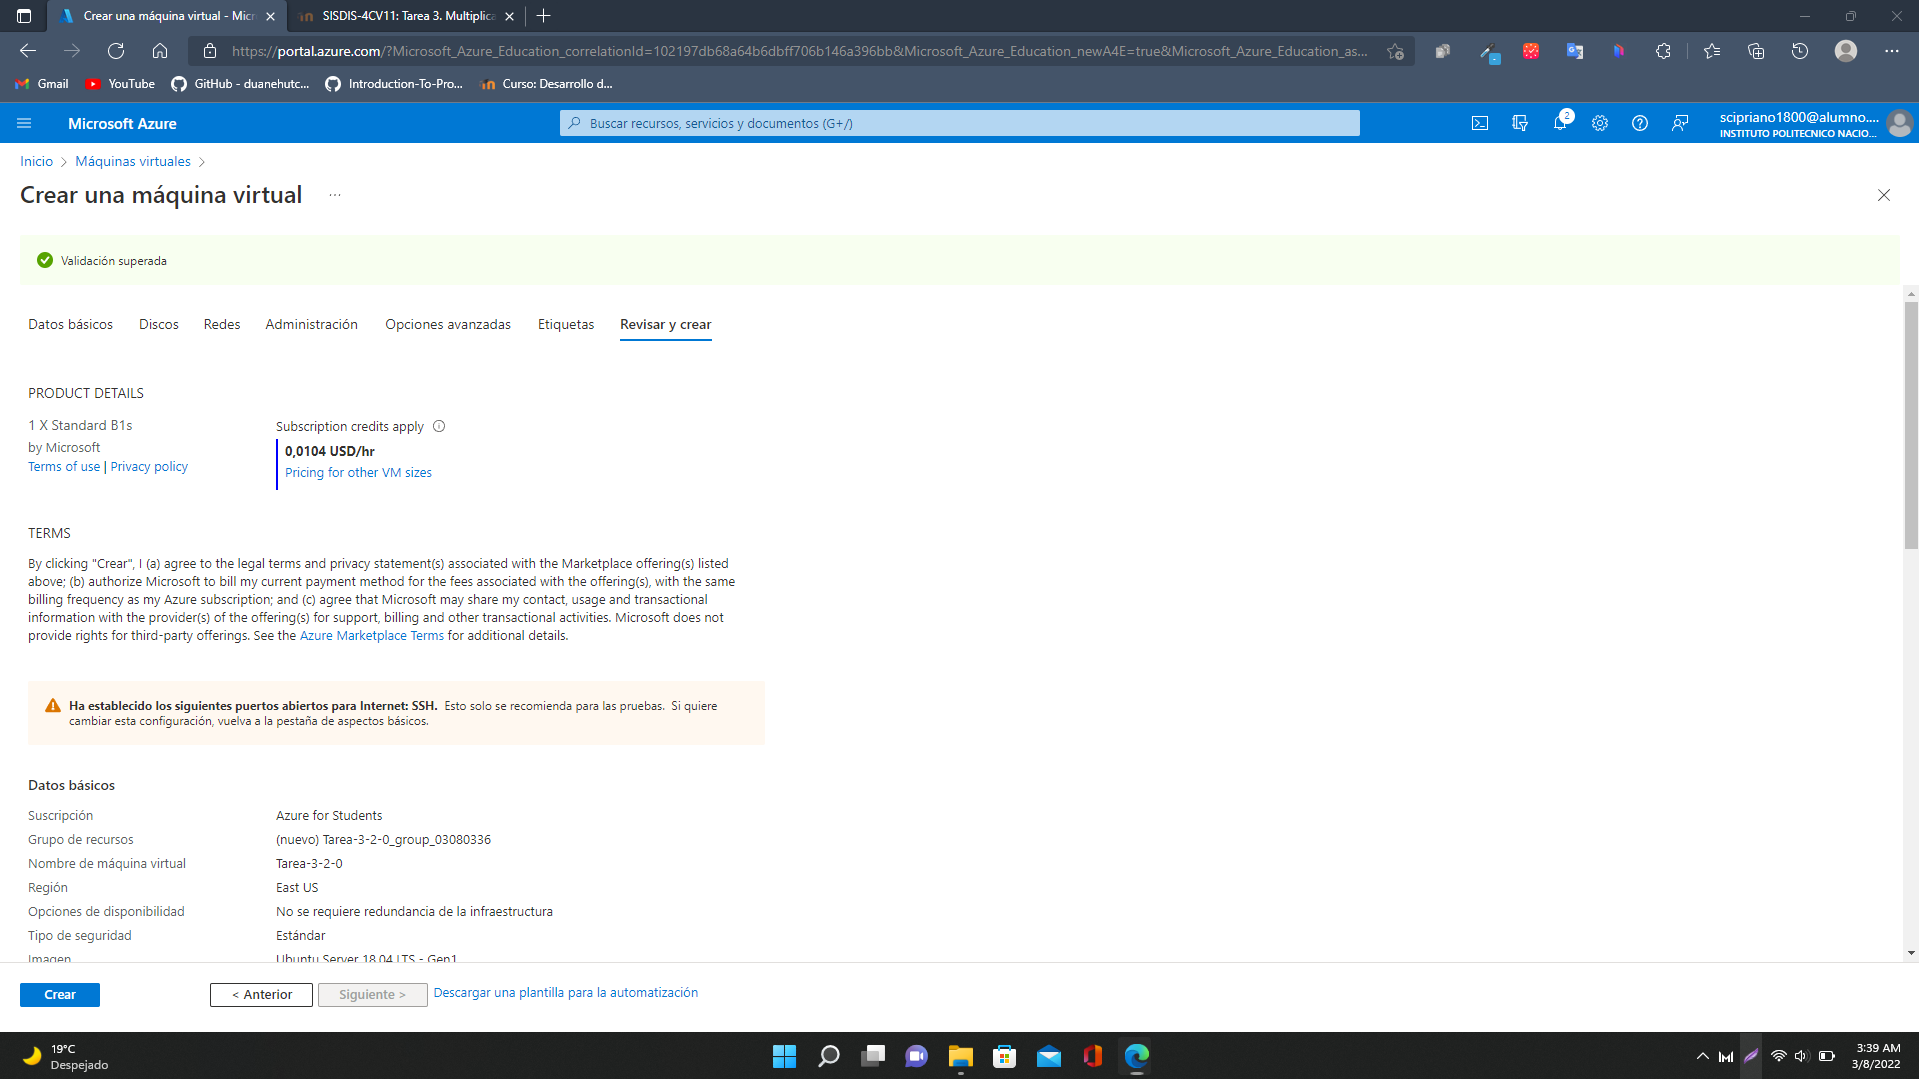 Crear una máquina virtual - Micr
SISDIS-4CV11: Tarea 3. Multiplica
https://portal.azure.com/?Microsoft_Azure_Education_correlationId=102197db68a64b6dbff706b146a396bb&Microsoft_Azure_Education_newA4E=true&Microsoft_Azure_Education_as...
Gmail
YouTube
GitHub - duanehutc...
Introduction-To-Pro...
Curso: Desarrollo d...
Microsoft Azure
Buscar recursos, servicios y documentos (G+/)
2
scipriano1800@alumno....
INSTITUTO POLITECNICO NACIO...
Inicio > Máquinas virtuales >
Crear una máquina virtual ...
Validación superada
Datos básicos
Discos
Redes
Administración
Opciones avanzadas
Etiquetas
Revisar y crear
PRODUCT DETAILS
1 X Standard B1s
by Microsoft
Terms of use | Privacy policy
Subscription credits apply
0,0104 USD/hr
Pricing for other VM sizes
TERMS
By clicking "Crear", I (a) agree to the legal terms and privacy statement(s) associated with the Marketplace offering(s) listed
above; (b) authorize Microsoft to bill my current payment method for the fees associated with the offering(s), with the same
billing frequency as my Azure subscription; and (c) agree that Microsoft may share my contact, usage and transactional
information with the provider(s) of the offering(s) for support, billing and other transactional activities. Microsoft does not
provide rights for third-party offerings. See the Azure Marketplace Terms for additional details.
Ha establecido los siguientes puertos abiertos para Internet: SSH. Esto solo se recomienda para las pruebas. Si quiere
cambiar esta configuración, vuelva a la pestaña de aspectos básicos.
Datos básicos
Suscripción Azure for Students
Grupo de recursos (nuevo) Tarea-3-2-0_group_03080336
Nombre de máquina virtual Tarea-3-2-0
Región East US
Opciones de disponibilidad No se requiere redundancia de la infraestructura
Tipo de seguridad Estándar
Imagen Ubuntu Server 18.04 LTS - Gen1
Crear
< Anterior
Siguiente >
Descargar una plantilla para la automatización
19°C
Despejado
3:39 AM
3/8/2022